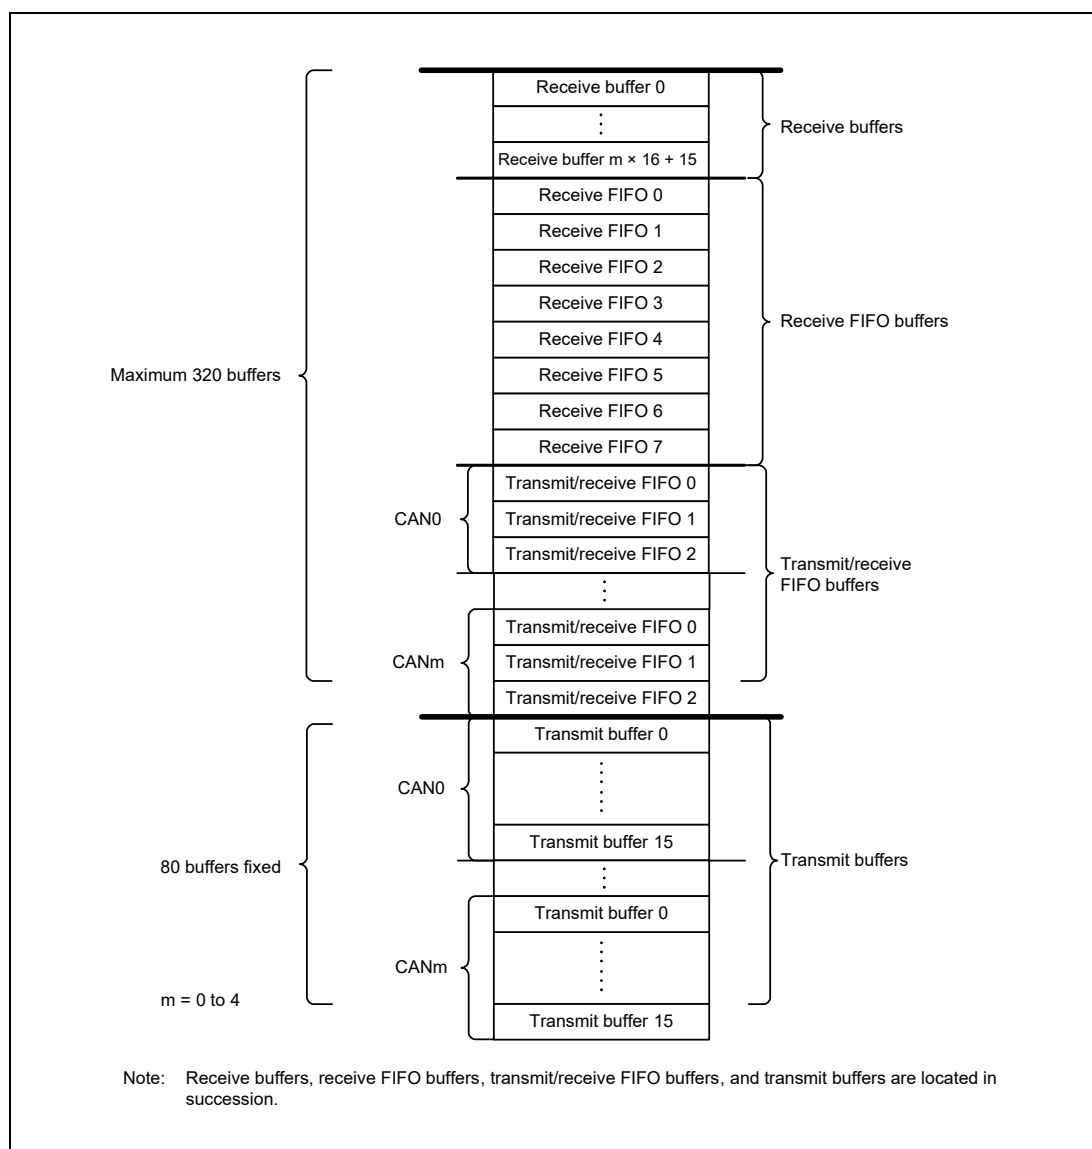 Receive buffer 0
Receive buffers
Receive buffer m × 16 + 15
Receive FIFO 0
Receive FIFO 1
Receive FIFO 2
Receive FIFO 3
Receive FIFO buffers
Receive FIFO 4
Maximum 320 buffers
Receive FIFO 5
Receive FIFO 6
Receive FIFO 7
Transmit/receive FIFO 0
CAN0
Transmit/receive FIFO 1
Transmit/receive FIFO 2
Transmit/receive
FIFO buffers
Transmit/receive FIFO 0
CANm
Transmit/receive FIFO 1
Transmit/receive FIFO 2
Transmit buffer 0
CAN0
Transmit buffer 15
80 buffers fixed
Transmit buffers
Transmit buffer 0
CANm
m = 0 to 4
Transmit buffer 15
Note: Receive buffers, receive FIFO buffers, transmit/receive FIFO buffers, and transmit buffers are located in
succession.